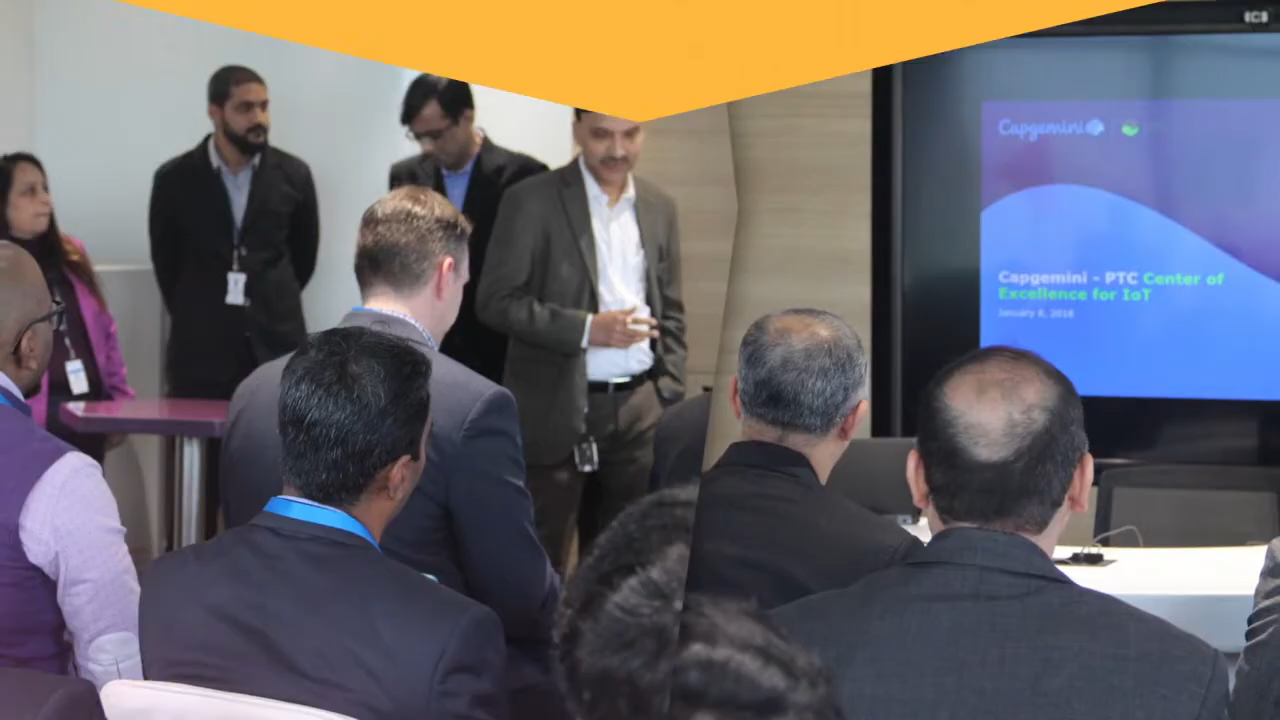 Capgemini
Capgemini - PTC Center of
Excellence for IoT
January 8, 2018